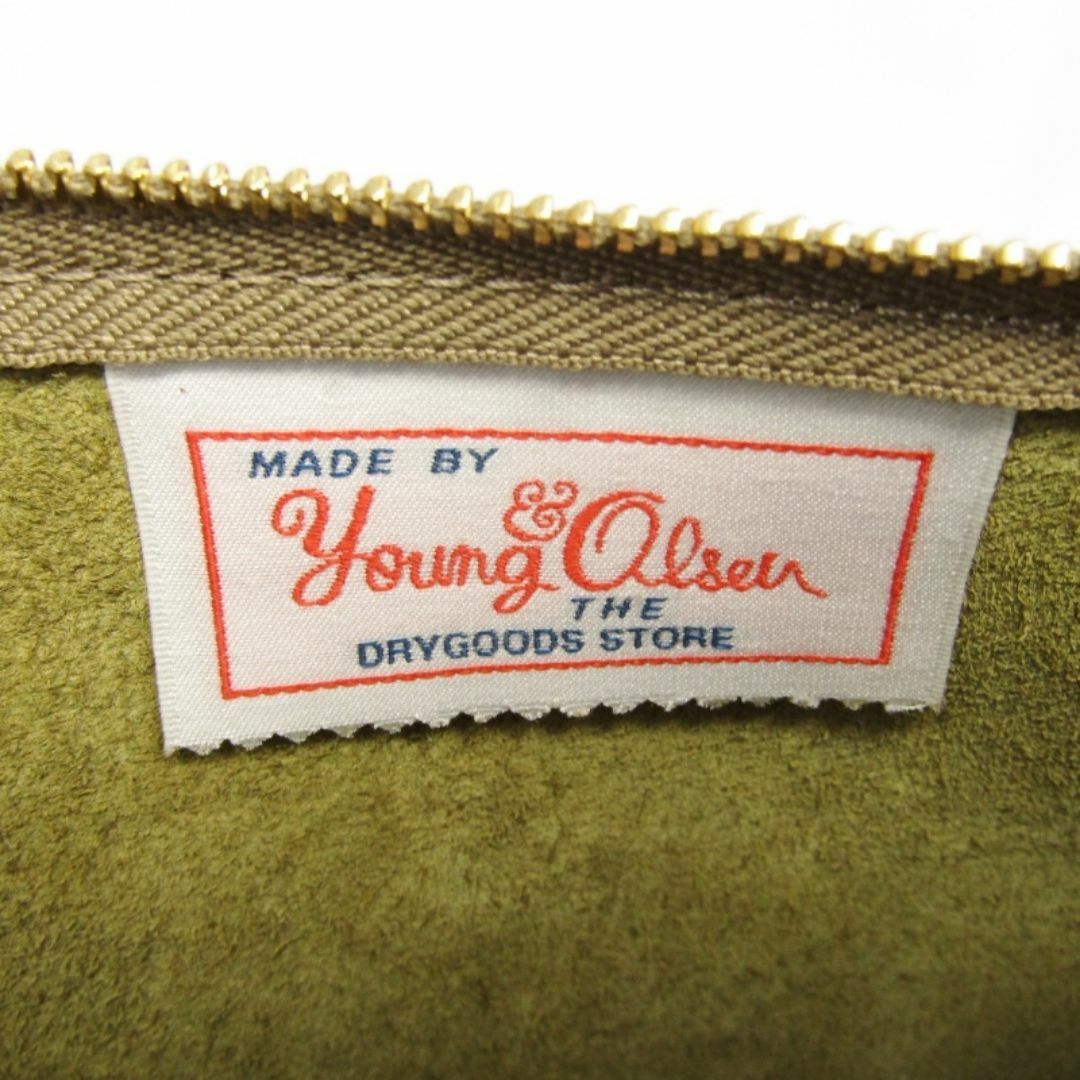 MADE BY
Young & Olsen
THE
DRYGOODS STORE